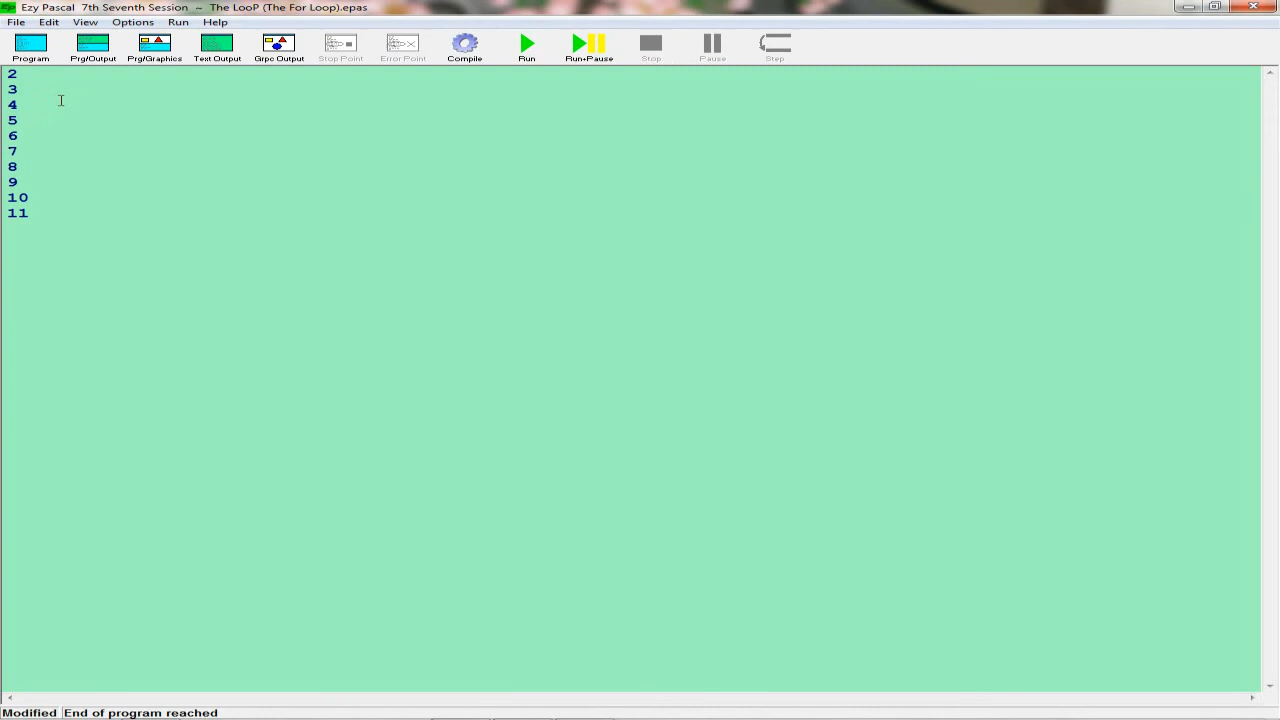 Ezy Pascal 7th Seventh Session ~ The LooP (The For Loop).epas
File Edit View Options Run Help
Program Prg/Output Prg/Graphics Text Output Grpc Output Stop Point Error Point Compile Run Run+Pause Stop Pause Step
2
3
4
5
6
7
8
9
10
11
Modified End of program reached